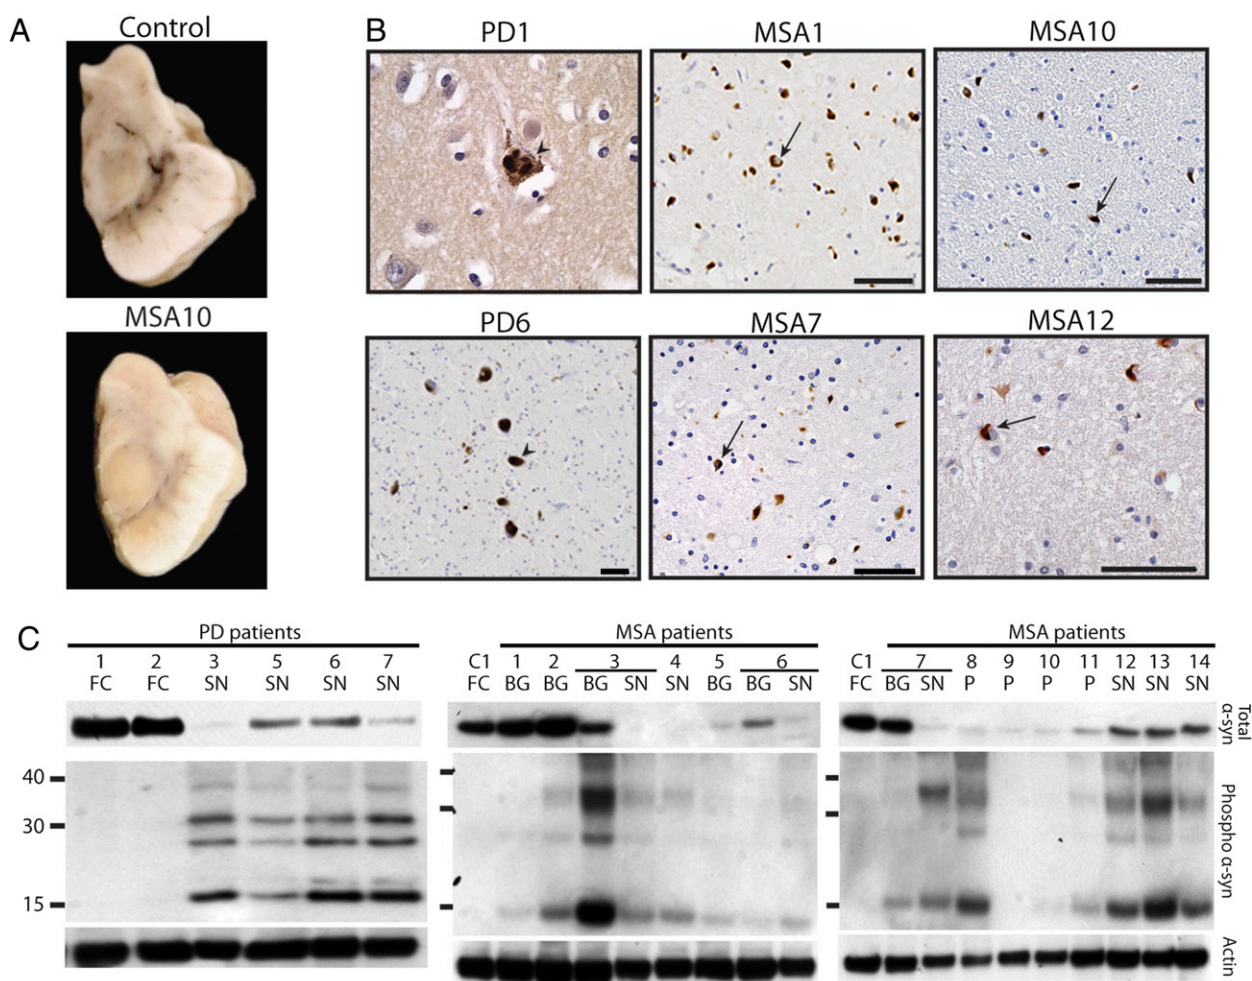 A
Control
MSA10
B
PD1 MSA1 MSA10
PD6 MSA7 MSA12
C
PD patients
1 2 3 5 6 7
FC FC SN SN SN SN
MSA patients
C1 1 2 3 4 5 6
FC BG BG BG SN SN BG BG SN
MSA patients
C1 7 8 9 10 11 12 13 14
FC BG SN P P P P SN SN SN
Total
α-syn
40
30
15
Phospho α-syn
Actin